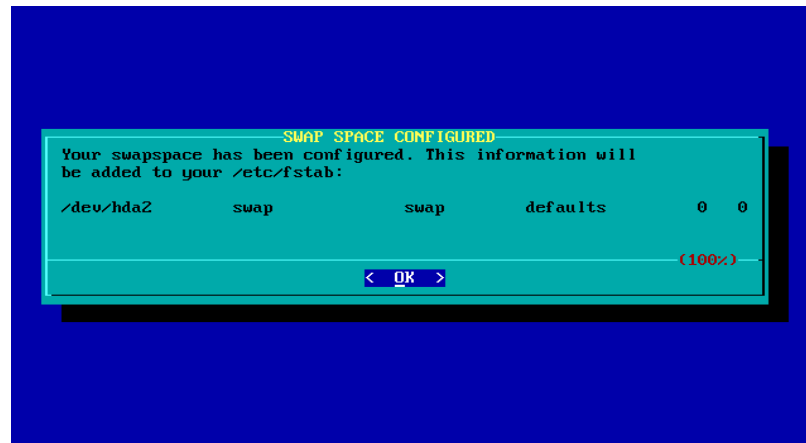 SWAP SPACE CONFIGURED
Your swapspace has been configured. This information will
be added to your /etc/fstab:
/dev/hda2 swap swap defaults 0 0
(100%)
< OK >